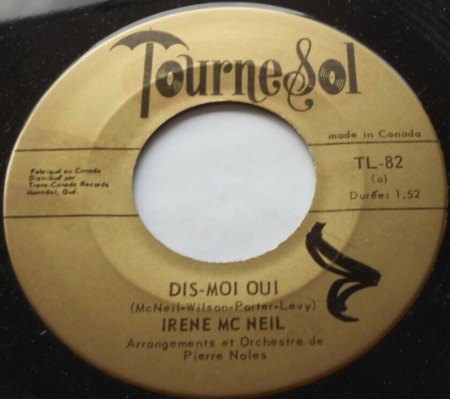 TourneSol
made in Canada
Fabriqué au Canada
Distribué par
Trans-Canada Records
Montréal, Qué.
TL-82
(a)
Durée: 1,52
DIS-MOI OUI
(McNeil-Wilson-Porter-Levy)
IRENE MC NEIL
Arrangements et Orchestre de
Pierre Noles